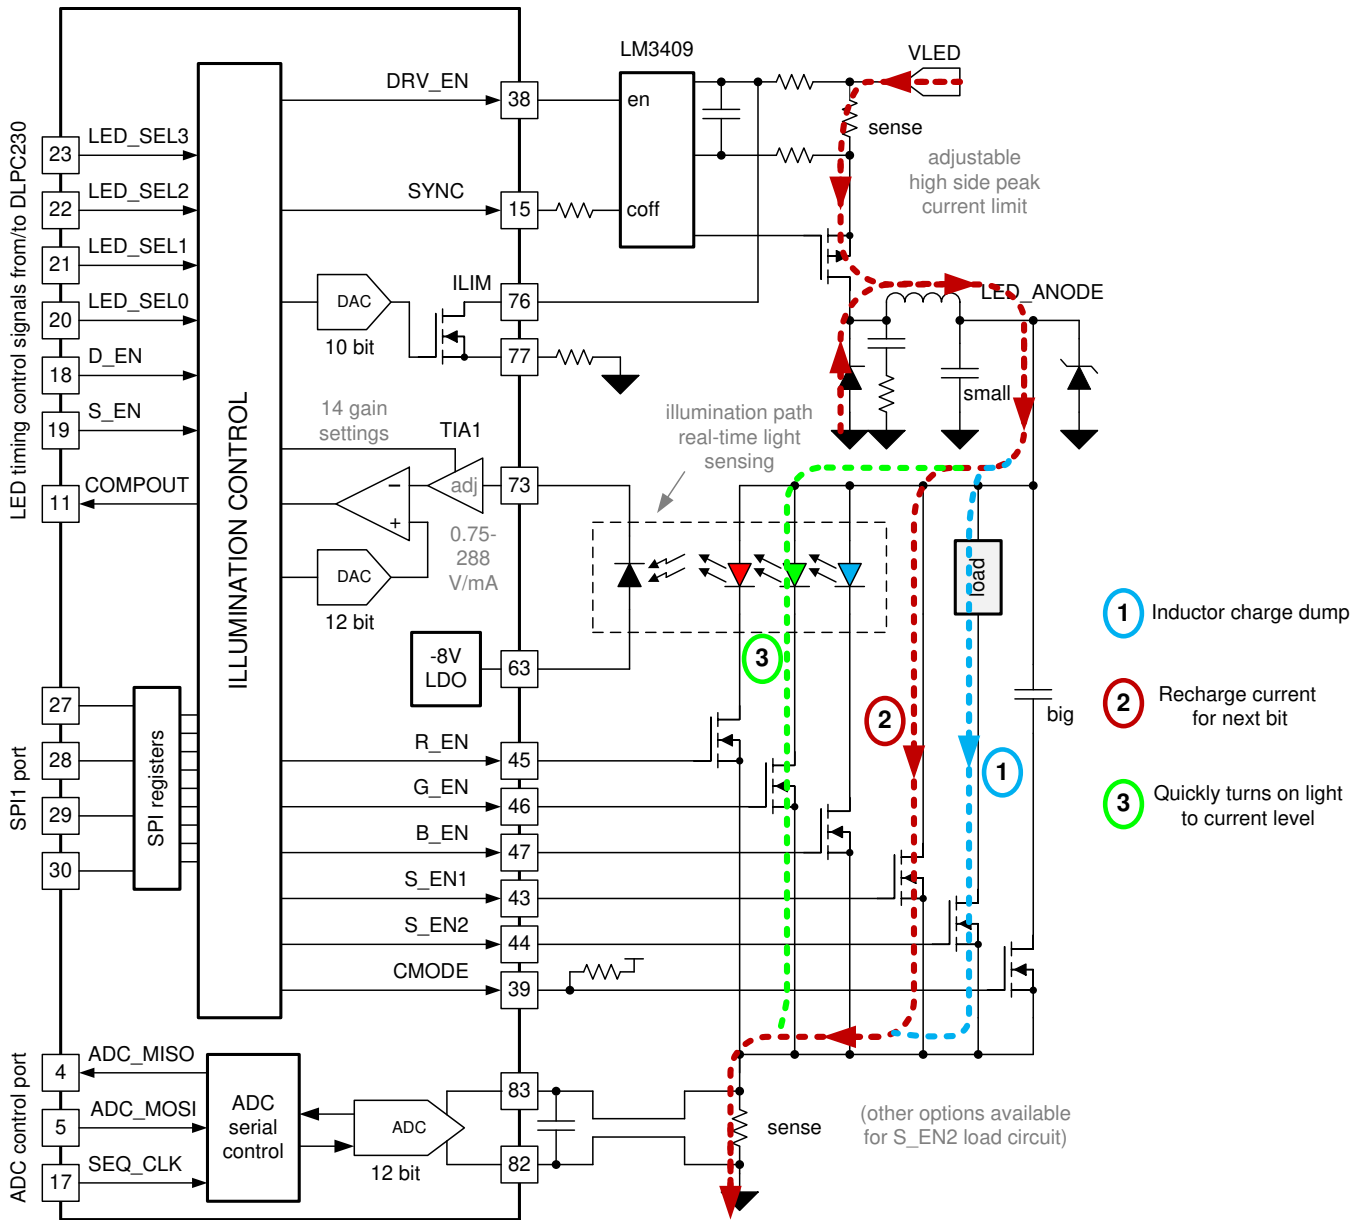 LM3409
VLED
DRV_EN
38
en
sense
LED_SEL3
23
adjustable
high side peak
current limit
LED_SEL2
22
SYNC
15
coff
LED_SEL1
21
ILIM
LED_ANODE
LED_SEL0
20
DAC
76
10 bit
77
D_EN
18
small
S_EN
19
14 gain
settings
TIA1
illumination path
real-time light
sensing
LED timing control signals from/to DLPC230
ILLUMINATION CONTROL
COMPOUT
11
−
adj
73
+
0.75-
288
V/mA
DAC
12 bit
load
1
Inductor charge dump
-8V
LDO
63
3
27
2
Recharge current
for next bit
big
SPI1 port
SPI registers
28
R_EN
45
2
1
29
G_EN
46
3
Quickly turns on light
to current level
B_EN
47
30
S_EN1
43
S_EN2
44
CMODE
39
ADC control port
ADC_MISO
4
83
ADC_MOSI
5
ADC
serial
control
ADC
sense
(other options available
for S_EN2 load circuit)
SEQ_CLK
17
12 bit
82